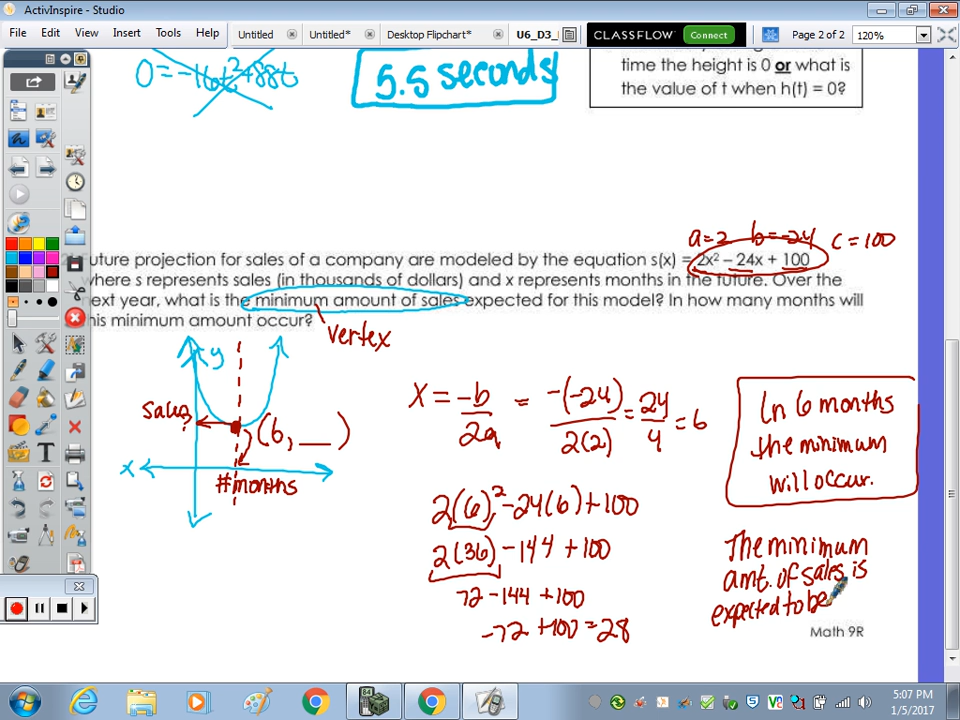 ActivInspire - Studio
File Edit View Insert Tools Help
Untitled Untitled* Desktop Flipchart* U6_D3_
CLASSFLOW Connect
Page 2 of 2 120%
0 = -16t² + 88t
5.5 seconds
time the height is 0 or what is
the value of t when h(t) = 0?
a=2 b=-24 c=100
Future projection for sales of a company are modeled by the equation s(x) = 2x² – 24x + 100
where s represents sales (in thousands of dollars) and x represents months in the future. Over the
next year, what is the minimum amount of sales expected for this model? In how many months will
his minimum amount occur?
vertex
y
sales
?
(6, __)
x
#months
x = -b/2a = -(-24)/2(2) = 24/4 = 6
2(6)² - 24(6) + 100
2(36) - 144 + 100
72 - 144 + 100
-72 + 100 = 28
In 6 months
the minimum
will occur.
The minimum
amt. of sales is
expected to be
Math 9R
5:07 PM
1/5/2017